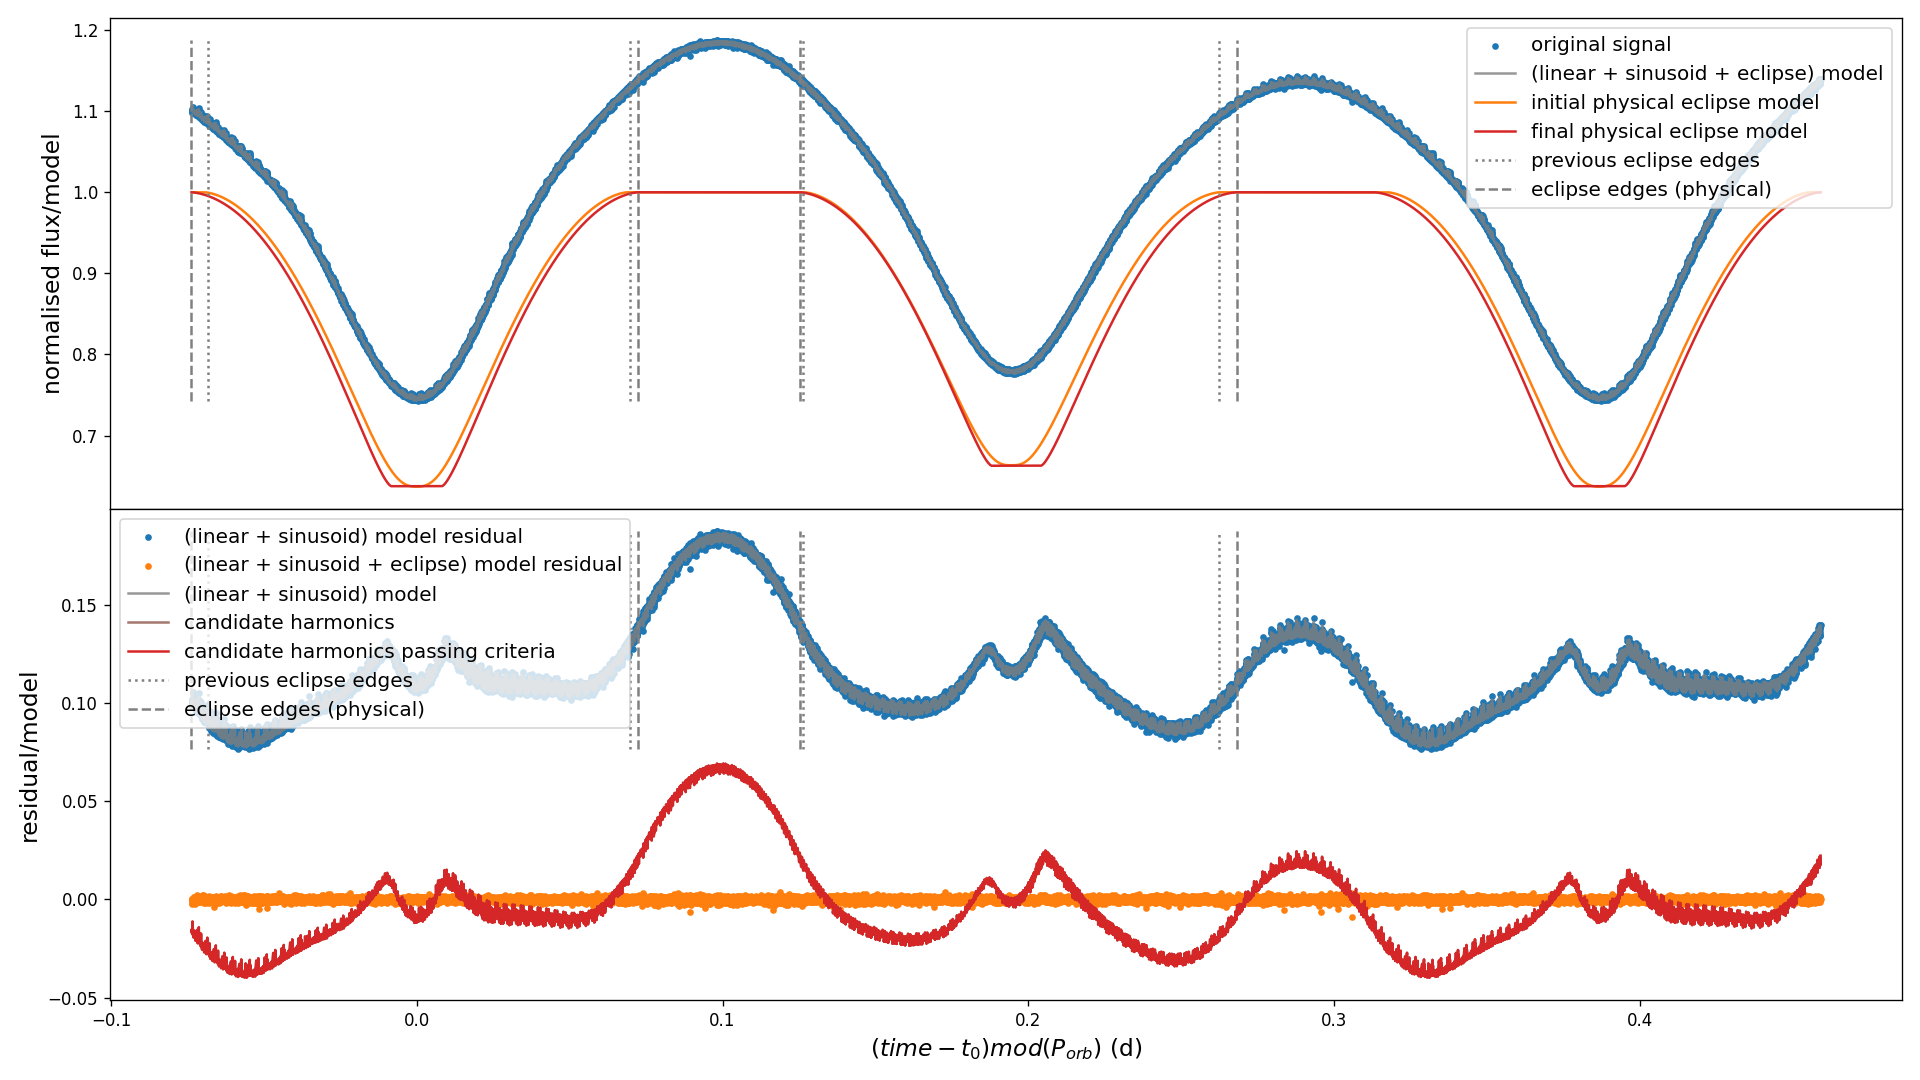 1.2
1.1
1.0
0.9
0.8
0.7
normalised flux/model
original signal
(linear + sinusoid + eclipse) model
initial physical eclipse model
final physical eclipse model
previous eclipse edges
eclipse edges (physical)
(linear + sinusoid) model residual
(linear + sinusoid + eclipse) model residual
(linear + sinusoid) model
candidate harmonics
candidate harmonics passing criteria
previous eclipse edges
eclipse edges (physical)
0.15
0.10
0.05
0.00
−0.05
residual/model
−0.1 0.0 0.1 0.2 0.3 0.4
(time − t₀)mod(Pₒᵣb) (d)